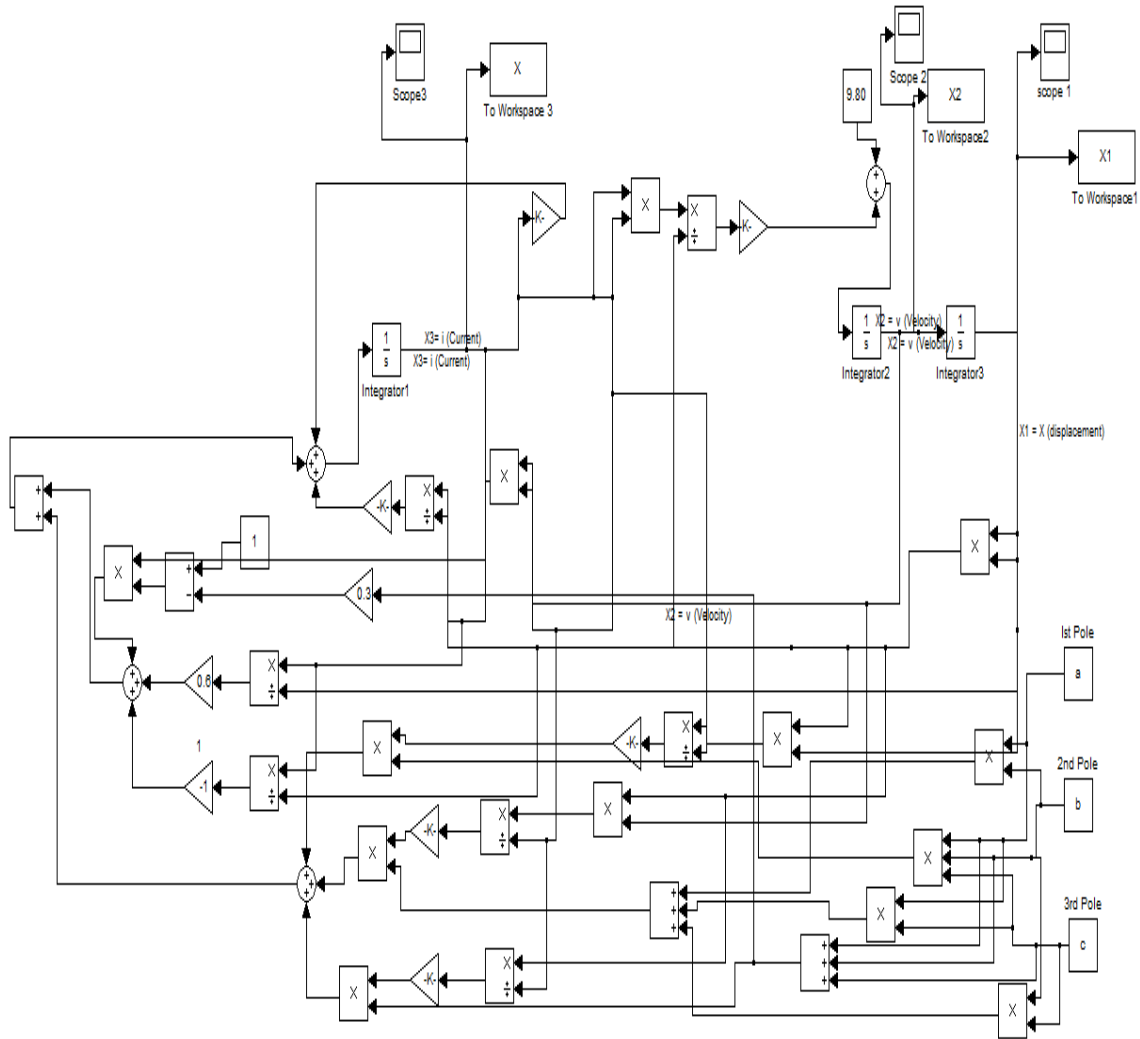 Scope3
X
To Workspace 3
9.80
Scope 2
X2
To Workspace2
scope 1
X1
To Workspace1
-K-
×
×
÷
-K-
+
+
1
s
Integrator1
X3= i (Current)
X3= i (Current)
1
s
Integrator2
X2 = v (Velocity)
X2 = v (Velocity)
1
s
Integrator3
X1 = X (displacement)
+
+
+
+
+
-K-
×
÷
×
×
1
×
+
−
0.3
X2 = v (Velocity)
Ist Pole
a
+
+
+
0.6
×
÷
1
-1
×
÷
×
-K-
×
÷
×
×
2nd Pole
b
×
-K-
×
÷
×
×
+
+
+
+
+
+
×
3rd Pole
c
×
-K-
×
÷
+
+
+
×